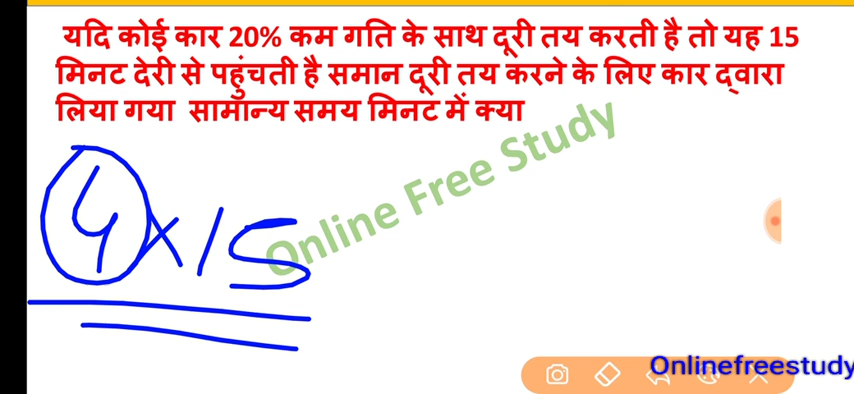 यदि कोई कार 20% कम गति के साथ दूरी तय करती है तो यह 15
मिनट देरी से पहुंचती है समान दूरी तय करने के लिए कार द्वारा
लिया गया सामान्य समय मिनट में क्या
Online Free Study
4×15
Onlinefreestudy